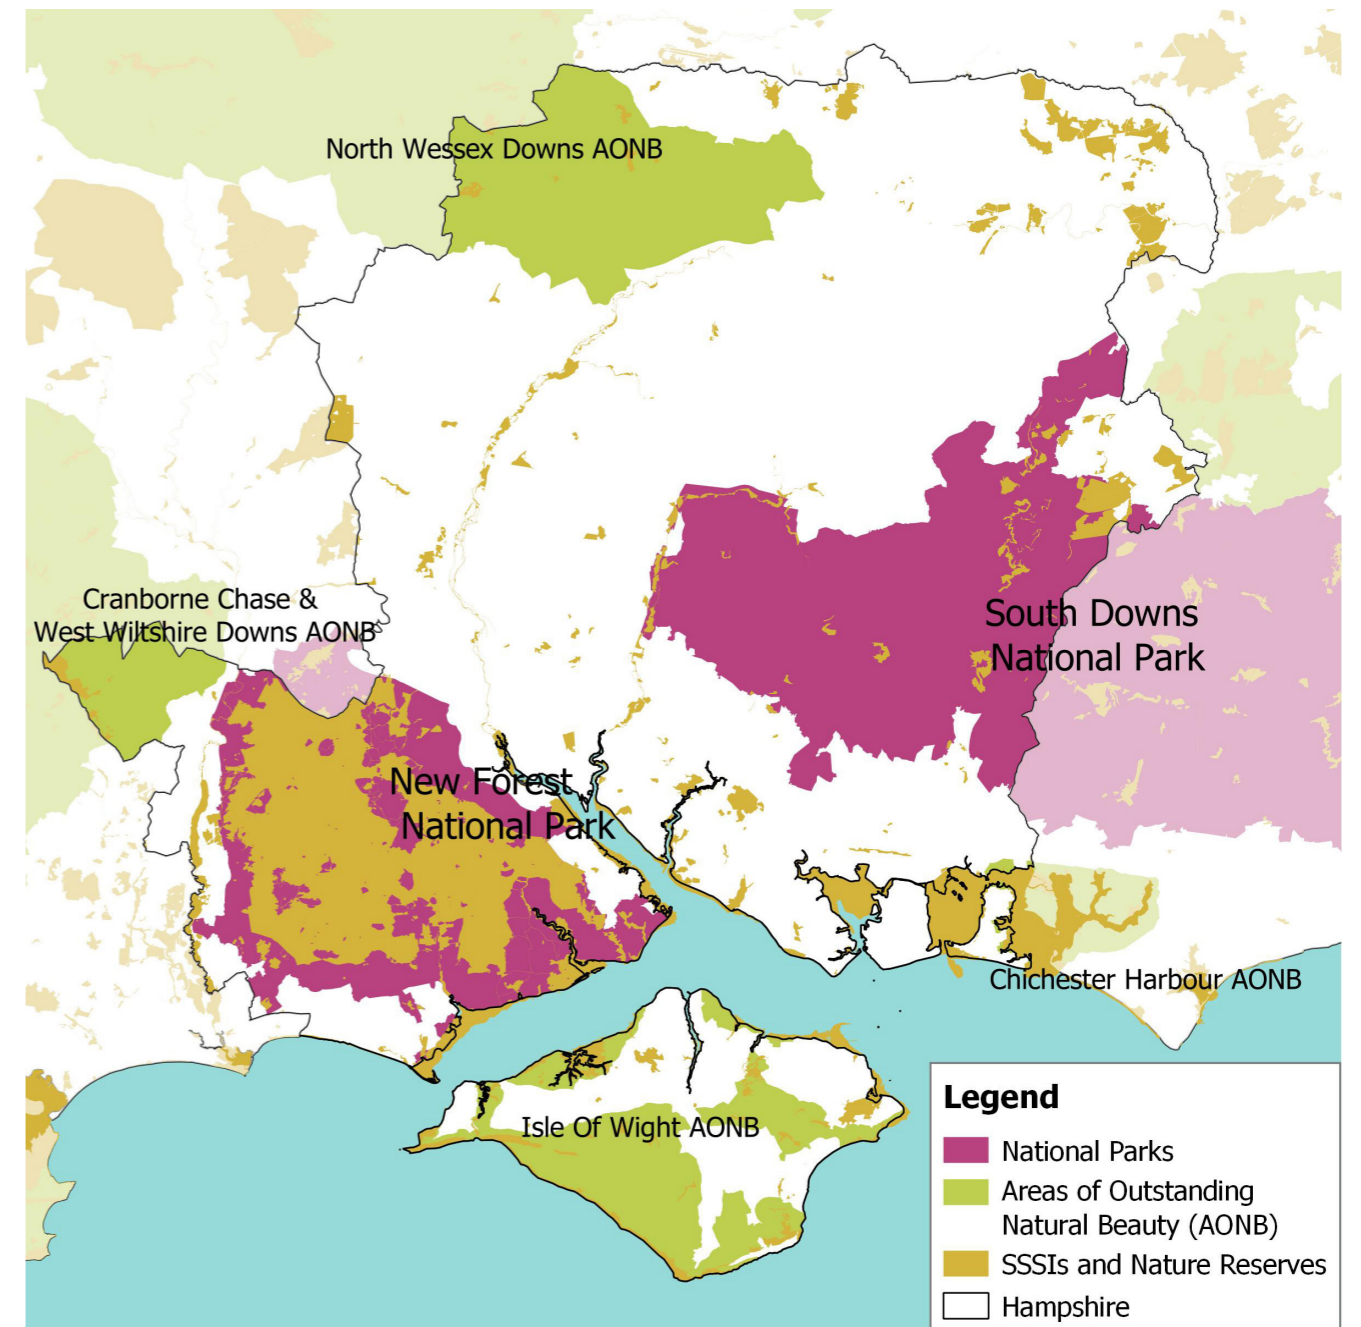 North Wessex Downs AONB
Cranborne Chase &
West Wiltshire Downs AONB
South Downs
National Park
New Forest
National Park
Chichester Harbour AONB
Isle Of Wight AONB
Legend
National Parks
Areas of Outstanding
Natural Beauty (AONB)
SSSIs and Nature Reserves
Hampshire